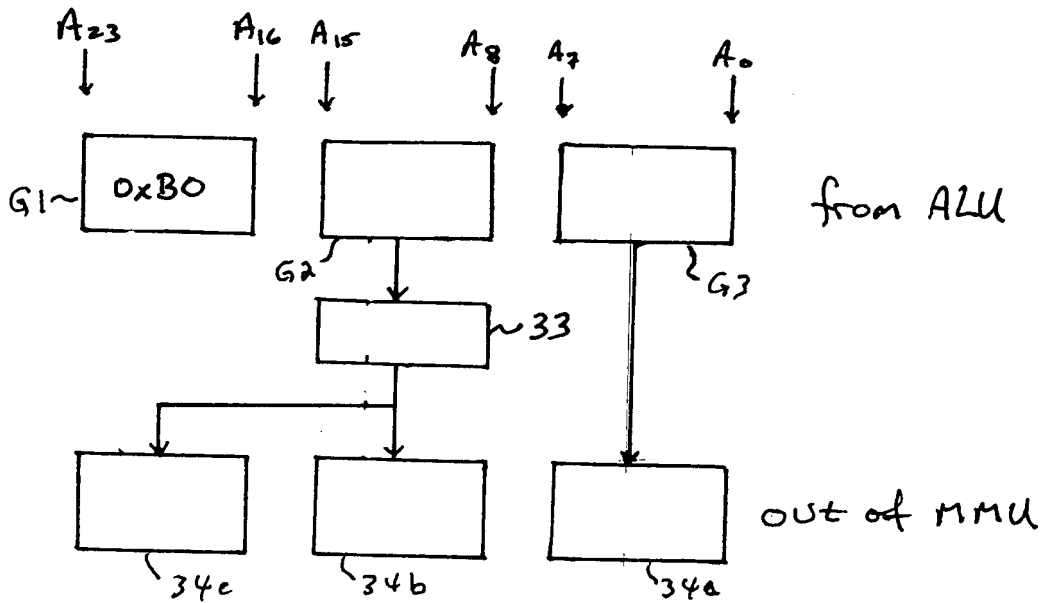 A23 A16 A15 A8 A7 A0
G1 0xB0 from ALU
G2 G3
33
out of MMU
34c 34b 34a